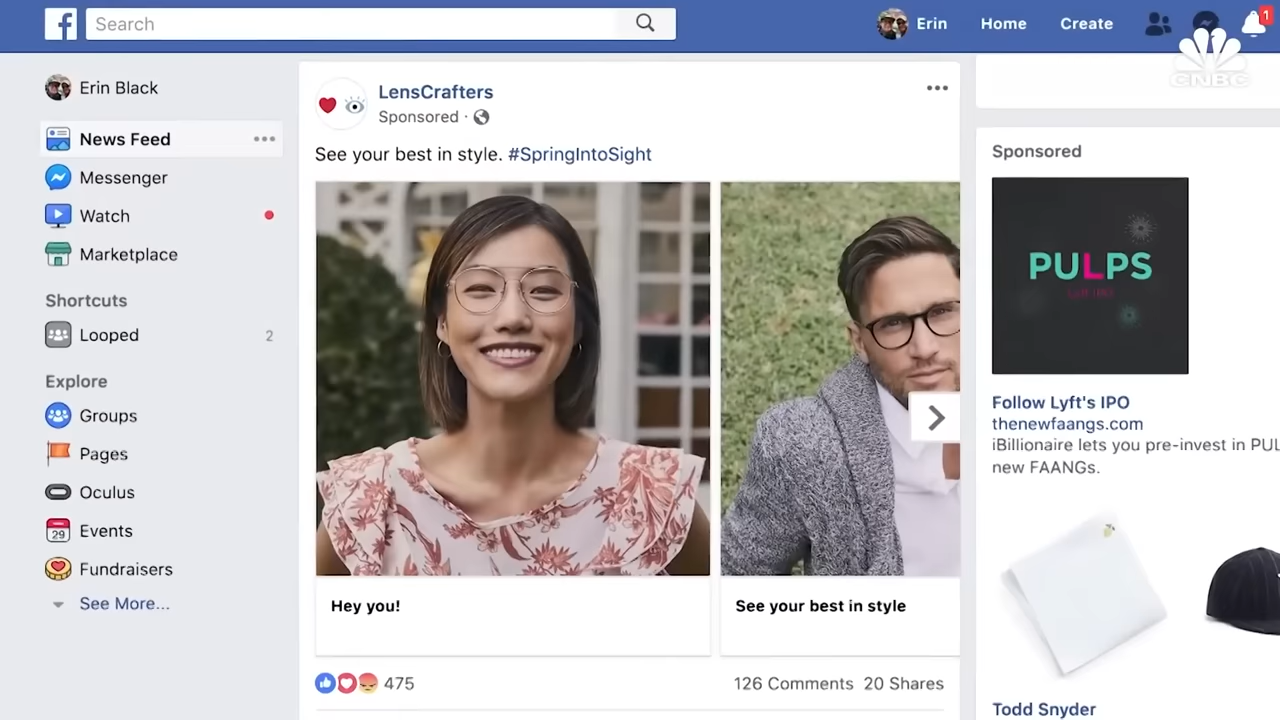 Search
Erin
Home
Create
1
CNBC
Erin Black
News Feed
Messenger
Watch
Marketplace
Shortcuts
Looped
2
Explore
Groups
Pages
Oculus
29
Events
Fundraisers
See More...
LensCrafters
Sponsored ·
See your best in style. #SpringIntoSight
Hey you!
See your best in style
475
126 Comments 20 Shares
Sponsored
PULPS
Follow Lyft's IPO
thenewfaangs.com
iBillionaire lets you pre-invest in PUL
new FAANGs.
Todd Snyder